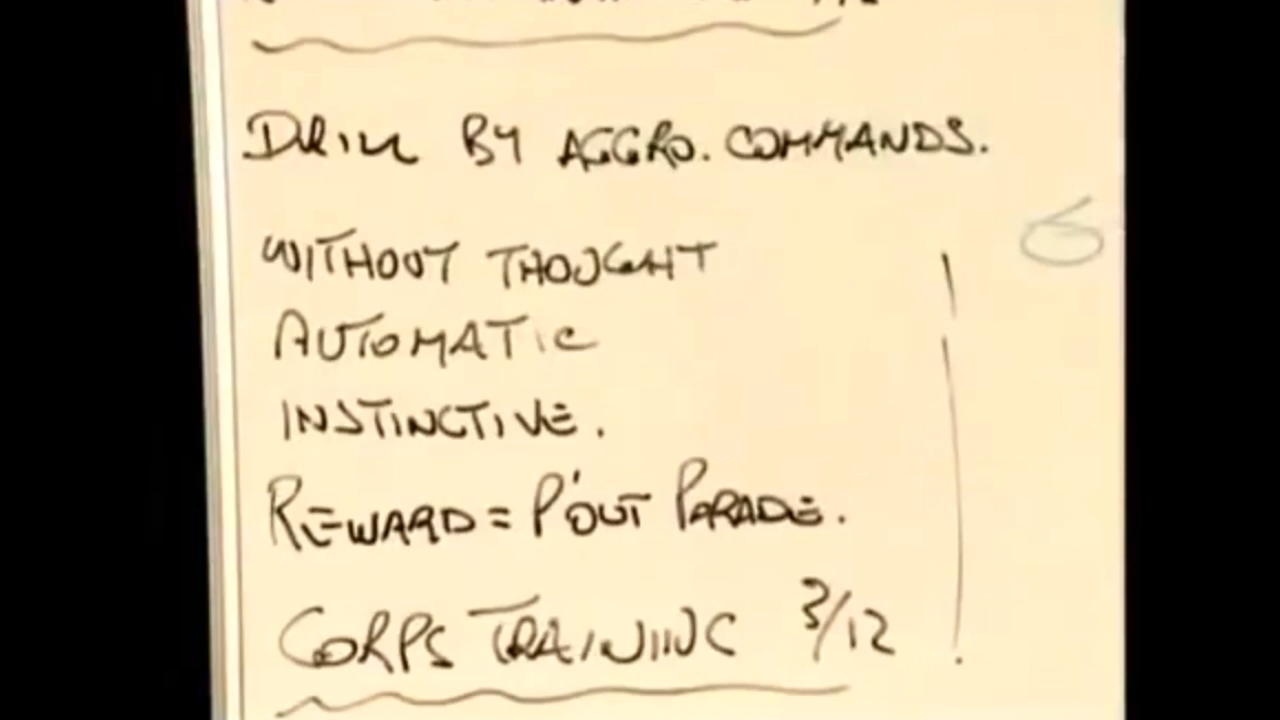 DRILL BY AGGRO. COMMANDS.
WITHOUT THOUGHT
AUTOMATIC
INSTINCTIVE.
REWARD = P'OUT PARADE.
CORPS TRAINING 3/12